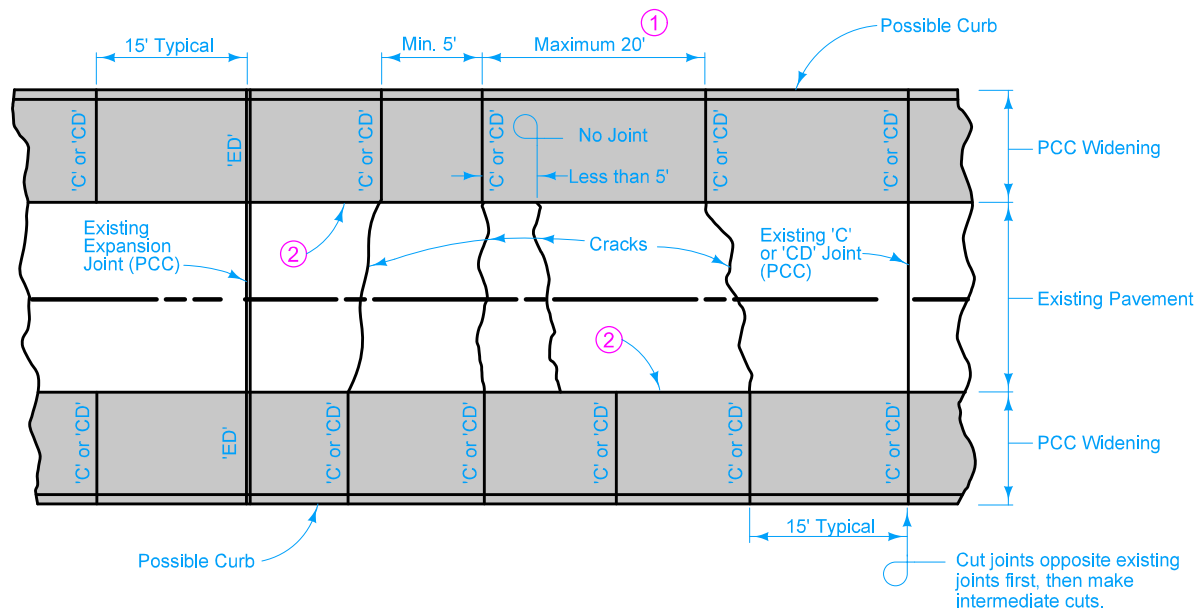 1
15' Typical
Min. 5'
Maximum 20'
Possible Curb
'C' or 'CD'
'ED'
'C' or 'CD'
'C' or 'CD'
No Joint
Less than 5'
'C' or 'CD'
'C' or 'CD'
PCC Widening
Existing
Expansion
Joint (PCC)
2
Cracks
Existing 'C'
or 'CD' Joint
(PCC)
Existing Pavement
2
'C' or 'CD'
'ED'
'C' or 'CD'
'C' or 'CD'
'C' or 'CD'
'C' or 'CD'
'C' or 'CD'
PCC Widening
15' Typical
Possible Curb
Cut joints opposite existing
joints first, then make
intermediate cuts.